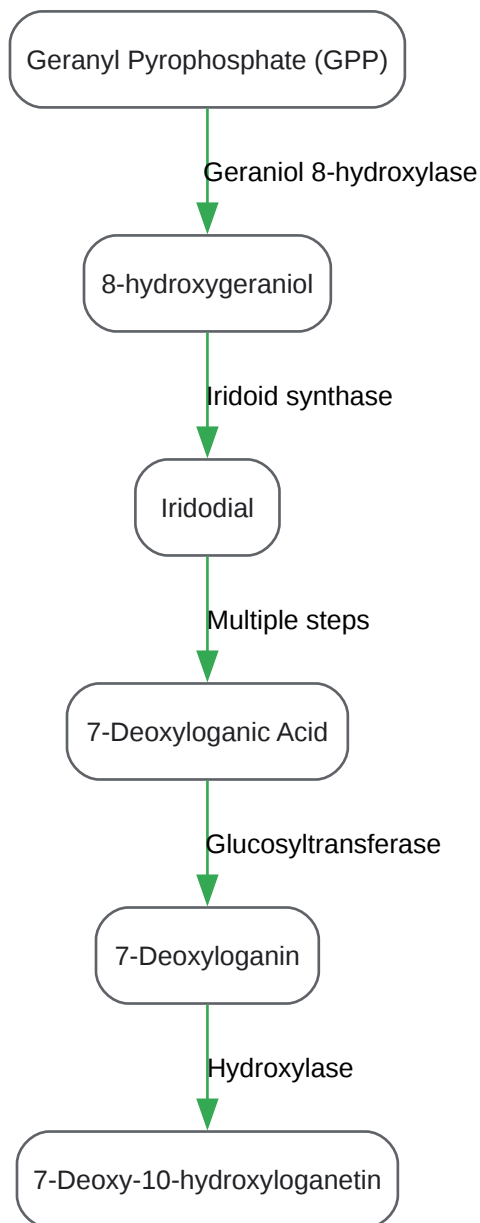 Geranyl Pyrophosphate (GPP)
Geraniol 8-hydroxylase
8-hydroxygeraniol
Iridoid synthase
Iridodial
Multiple steps
7-Deoxyloganic Acid
Glucosyltransferase
7-Deoxyloganin
Hydroxylase
7-Deoxy-10-hydroxyloganetin